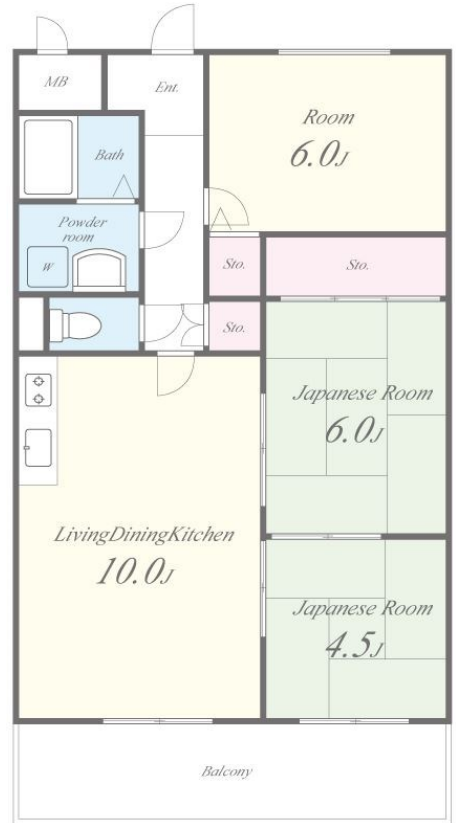 MB
Ent.
Room
6.0J
Bath
Powder
room
W
Sto.
Sto.
Sto.
Japanese Room
6.0J
LivingDiningKitchen
10.0J
Japanese Room
4.5J
Balcony